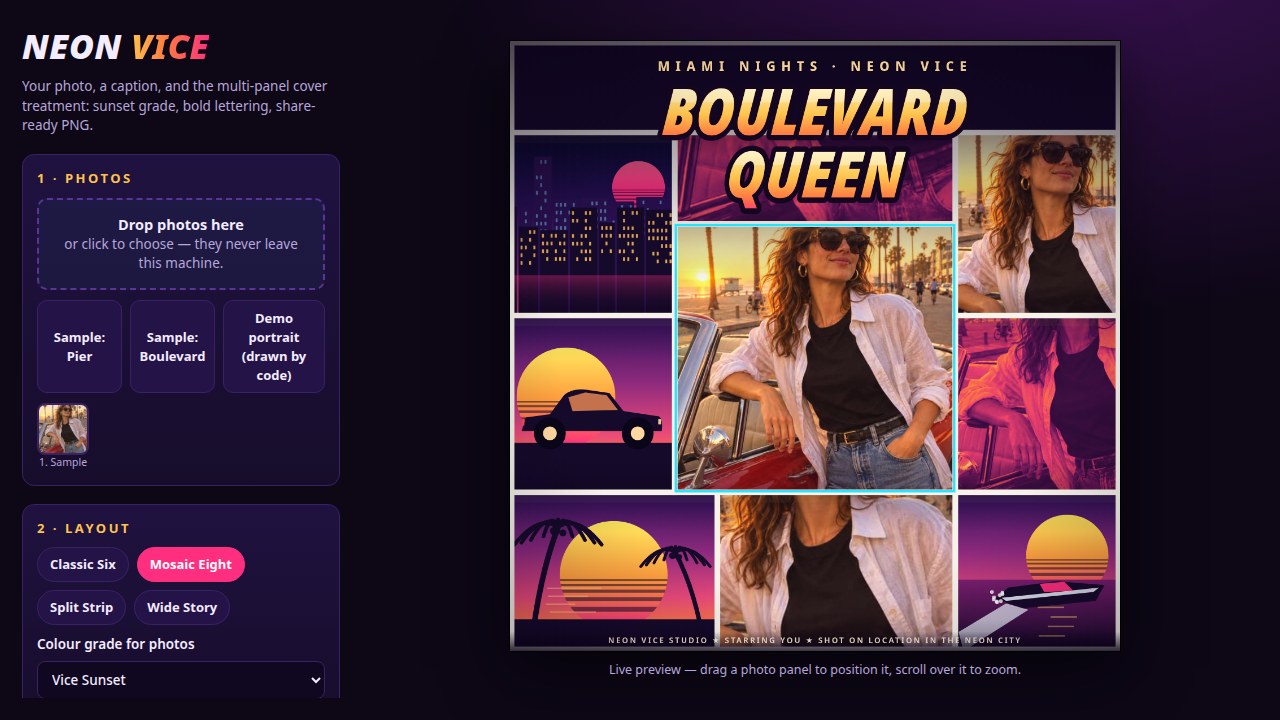 NEON VICE
Your photo, a caption, and the multi-panel cover
treatment: sunset grade, bold lettering, share-
ready PNG.
1 · PHOTOS
Drop photos here
or click to choose — they never leave
this machine.
Sample:
Pier
Sample:
Boulevard
Demo
portrait
(drawn by
code)
1. Sample
2 · LAYOUT
Classic Six
Mosaic Eight
Split Strip
Wide Story
Colour grade for photos
Vice Sunset
MIAMI NIGHTS · NEON VICE
BOULEVARD
QUEEN
NEON VICE STUDIO ★ STARRING YOU ★ SHOT ON LOCATION IN THE NEON CITY
Live preview — drag a photo panel to position it, scroll over it to zoom.